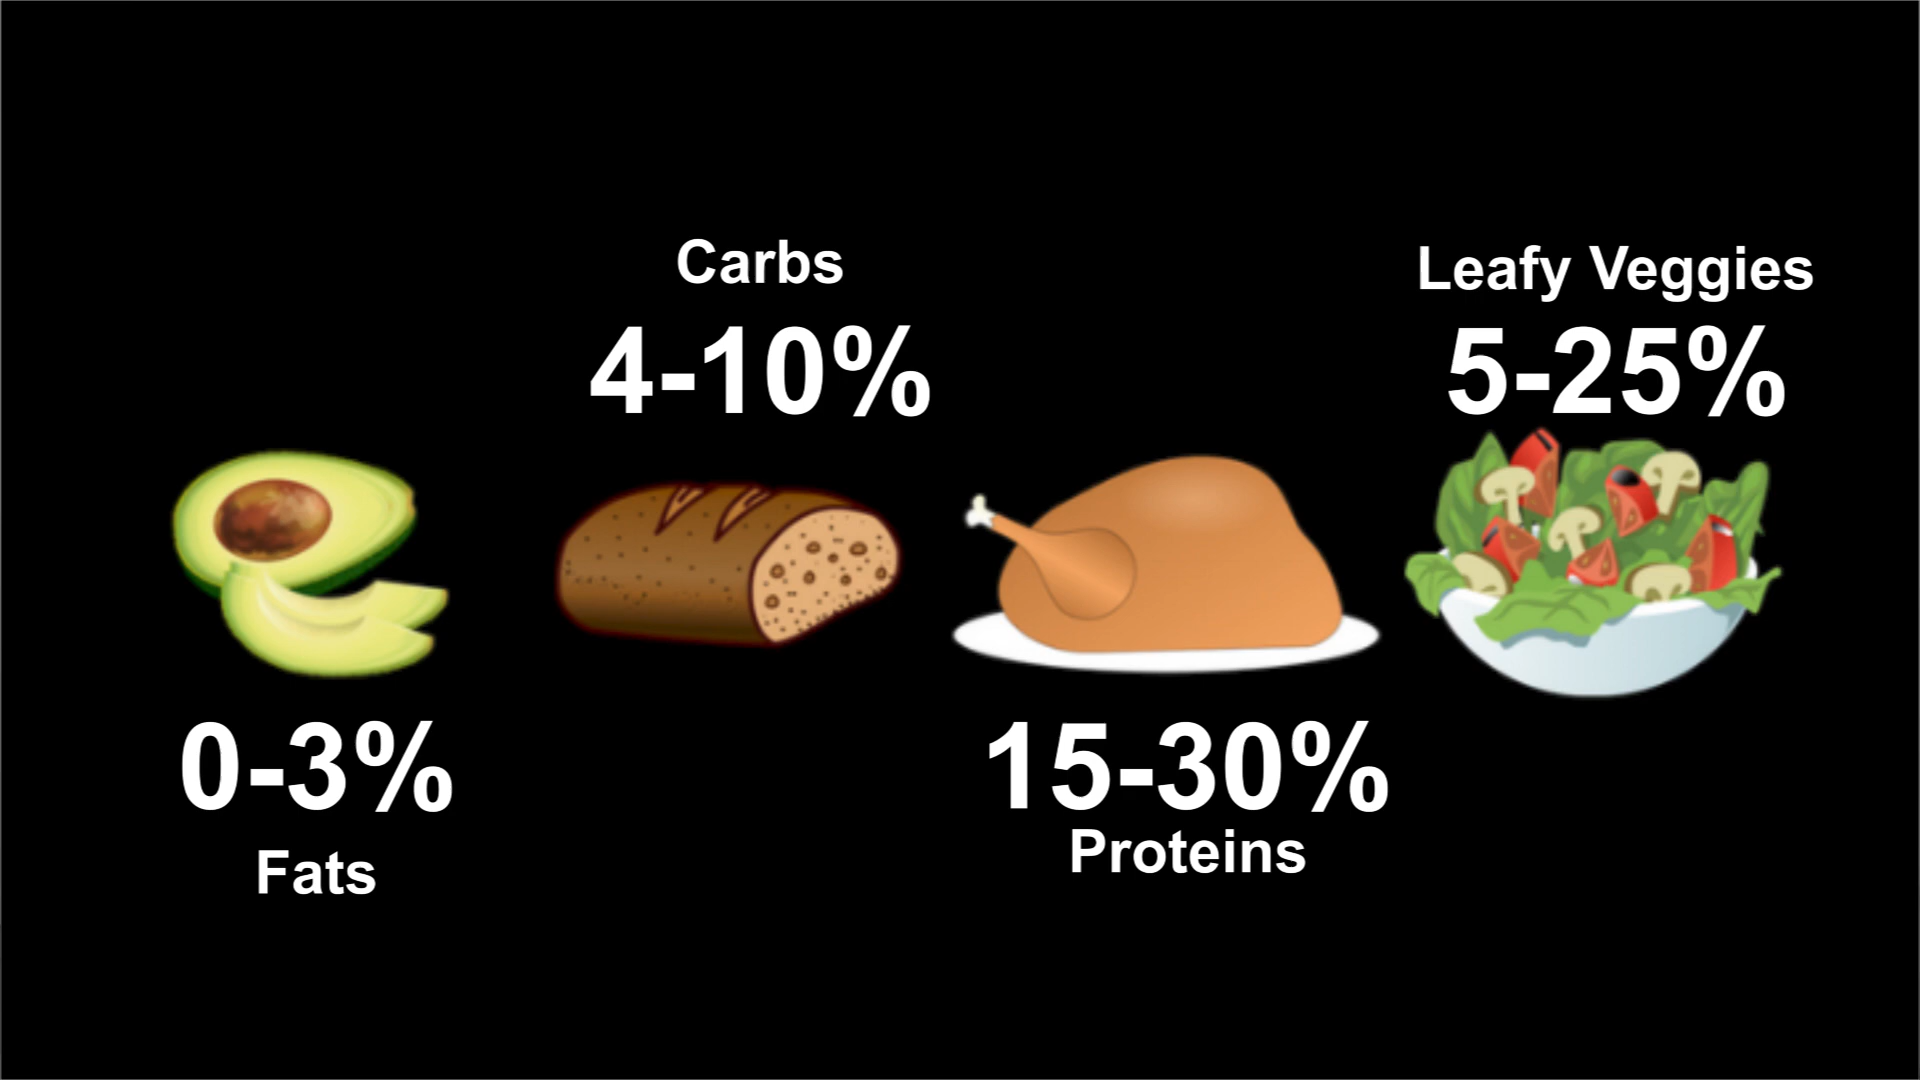 Carbs
4-10%
Leafy Veggies
5-25%
0-3%
Fats
15-30%
Proteins